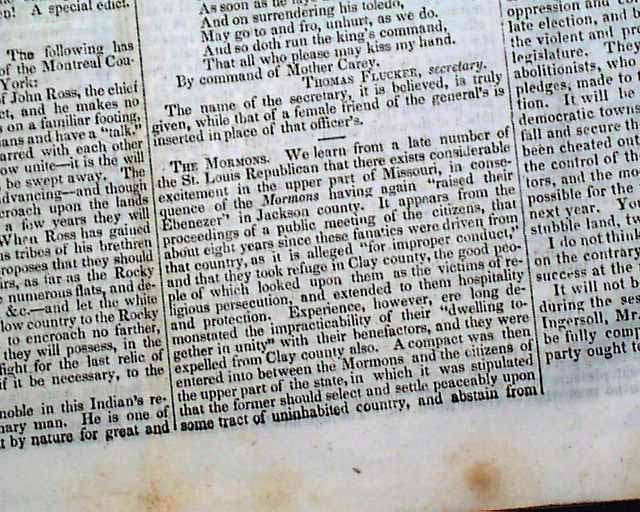 en! A special edict.
The following has
of the Montreal Cou-
York:
of John Ross, the chief
ct, and he makes no
s on a familiar footing,
ians and have a "talk,"
arred with each other
ow unite—it is the will
be swept away. The
dvancing—and though
croach upon the lands
a few years they will
When Ross has gained
us tribes of his brethren
roposes that they should
irs, as far as the Rocky
e numerous flats, and de-
&c.—and let the white
low country to the Rocky
to encroach no farther,
they will possess, in the
fight for the last relic of
if it be necessary, to the
noble in this Indian's re-
nary man. He is one of
t by nature for great and
As soon as he
And on surrendering his toledo,
May go to and fro, unhurt, as we do.
And so doth run the king's command,
That all who please may kiss my hand.
By command of Mother Carey.
THOMAS FLUCKER, secretary.
The name of the secretary, it is believed, is truly
given, while that of a female friend of the general's is
inserted in place of that officer's.
THE MORMONS. We learn from a late number of
the St. Louis Republican that there exists considerable
excitement in the upper part of Missouri, in conse-
quence of the Mormons having again "raised their
Ebenezer" in Jackson county. It appears from the
proceedings of a public meeting of the citizens, that
about eight years since these fanatics were driven from
that country, as it is alleged "for improper conduct,"
and that they took refuge in Clay county, the good peo-
ple of which looked upon them as the victims of re-
ligious persecution, and extended to them hospitality
and protection. Experience, however, ere long de-
monstrated the impracticability of their "dwelling to-
gether in unity" with their benefactors, and they were
expelled from Clay county also. A compact was then
entered into between the Mormons and the citizens of
the upper part of the state, in which it was stipulated
that the former should select and settle peaceably upon
some tract of uninhabited country, and abstain from
oppression and
late election, and
the violent and
legislature. They
abolitionists, who
pledges, made to
tion. It will be
democratic town
fall and secure th
been cheated out
the control of th
tors, and the mo
possible for the
next year. You
stubble land, to
I do not think
on the contrary
success at the
It will not b
during the se
Ingersoll, Mr.
be fully comp
party ought to